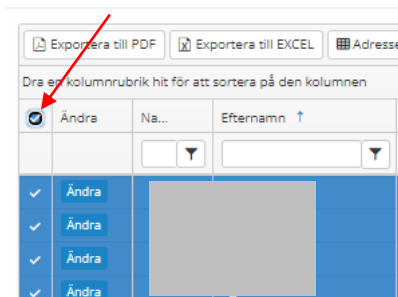 Exportera till PDF Exportera till EXCEL Adresse
Dra en kolumnrubrik hit för att sortera på den kolumnen
Ändra Na... Efternamn ↑
Ändra
Ändra
Ändra
Ändra